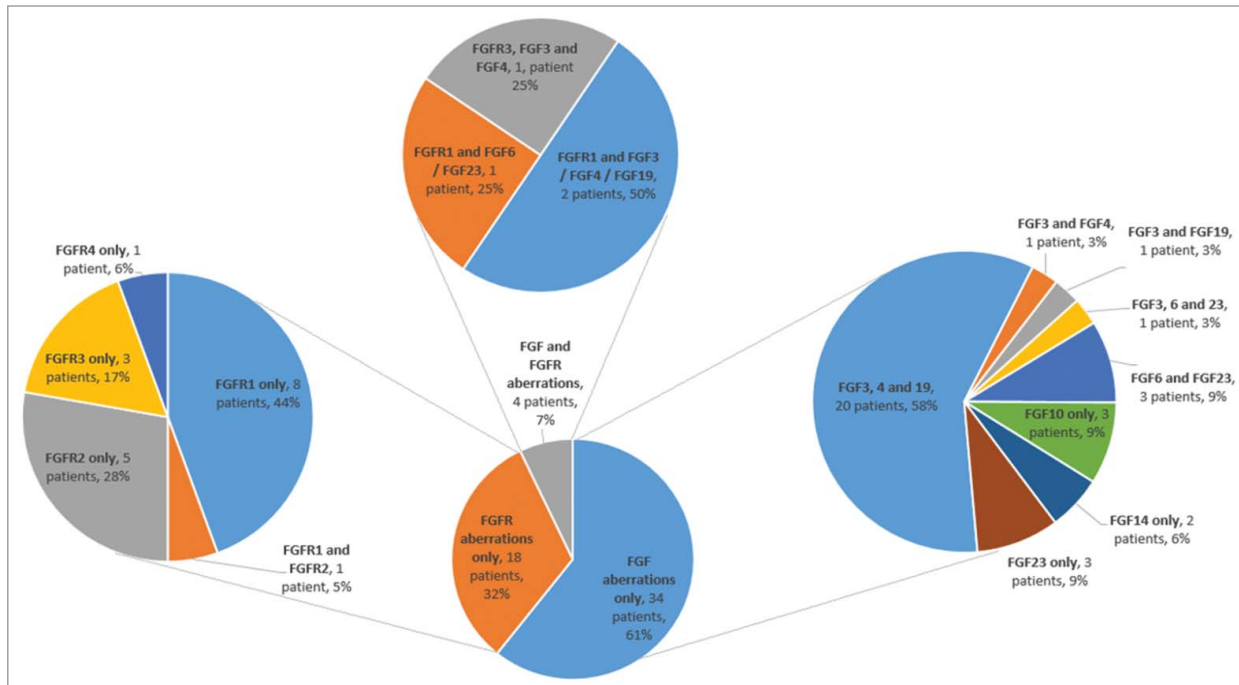 FGFR3, FGF3 and
FGF4, 1, patient
25%
FGFR1 and FGF6
/ FGF23, 1
patient, 25%
FGFR1 and FGF3
/ FGF4 / FGF19,
2 patients, 50%
FGFR4 only, 1
patient, 6%
FGFR3 only, 3
patients, 17%
FGFR1 only, 8
patients, 44%
FGFR2 only, 5
patients, 28%
FGFR1 and
FGFR2, 1
patient, 5%
FGF and
FGFR
aberrations,
4 patients,
7%
FGFR
aberrations
only, 18
patients,
32%
FGF
aberrations
only, 34
patients,
61%
FGF3 and FGF4,
1 patient, 3%
FGF3 and FGF19,
1 patient, 3%
FGF3, 6 and 23,
1 patient, 3%
FGF3, 4 and 19,
20 patients, 58%
FGF6 and FGF23,
3 patients, 9%
FGF10 only, 3
patients, 9%
FGF14 only, 2
patients, 6%
FGF23 only, 3
patients, 9%